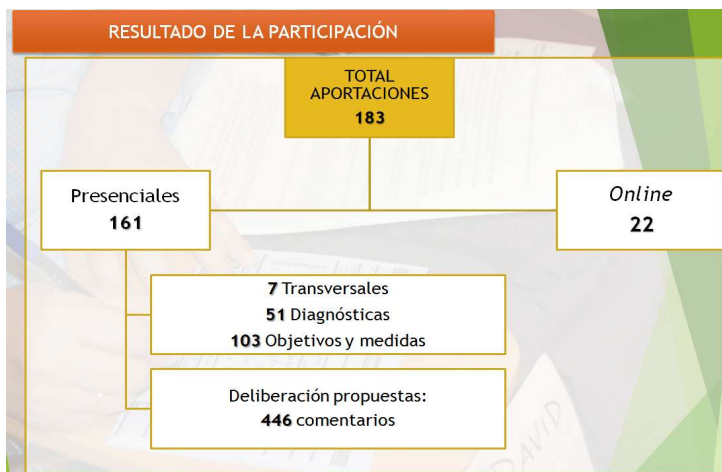 RESULTADO DE LA PARTICIPACIÓN
TOTAL
APORTACIONES
183
Presenciales
161
Online
22
7 Transversales
51 Diagnósticas
103 Objetivos y medidas
Deliberación propuestas:
446 comentarios
DAVID